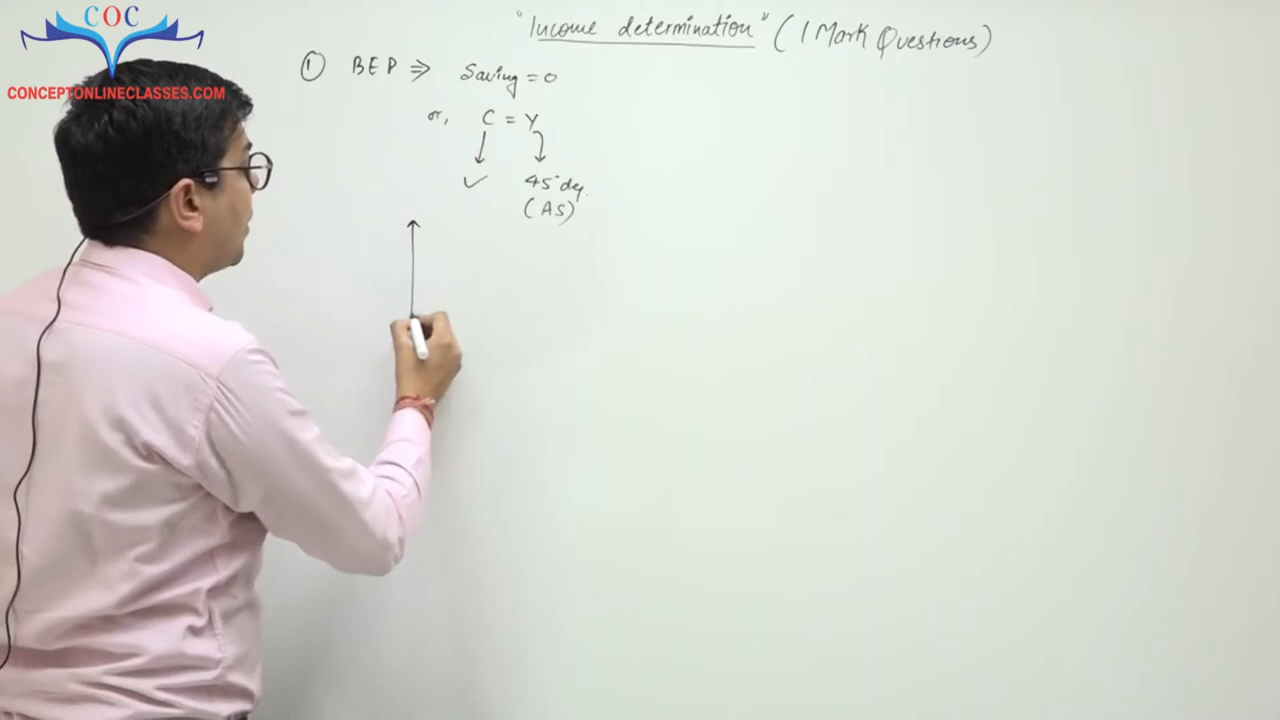 COC
CONCEPTONLINECLASSES.COM
"Income determination" (1 Mark Questions)
① BEP ⇒ Saving = 0
or, C = Y
✓ 45° deg.
(AS)